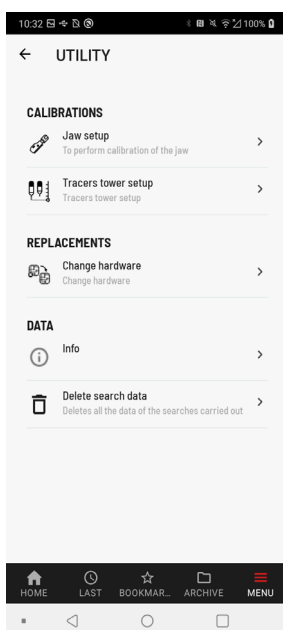 10:32
100%
UTILITY
CALIBRATIONS
Jaw setup
To perform calibration of the jaw
Tracers tower setup
Tracers tower setup
REPLACEMENTS
Change hardware
Change hardware
DATA
Info
Delete search data
Deletes all the data of the searches carried out
HOME LAST BOOKMAR... ARCHIVE MENU